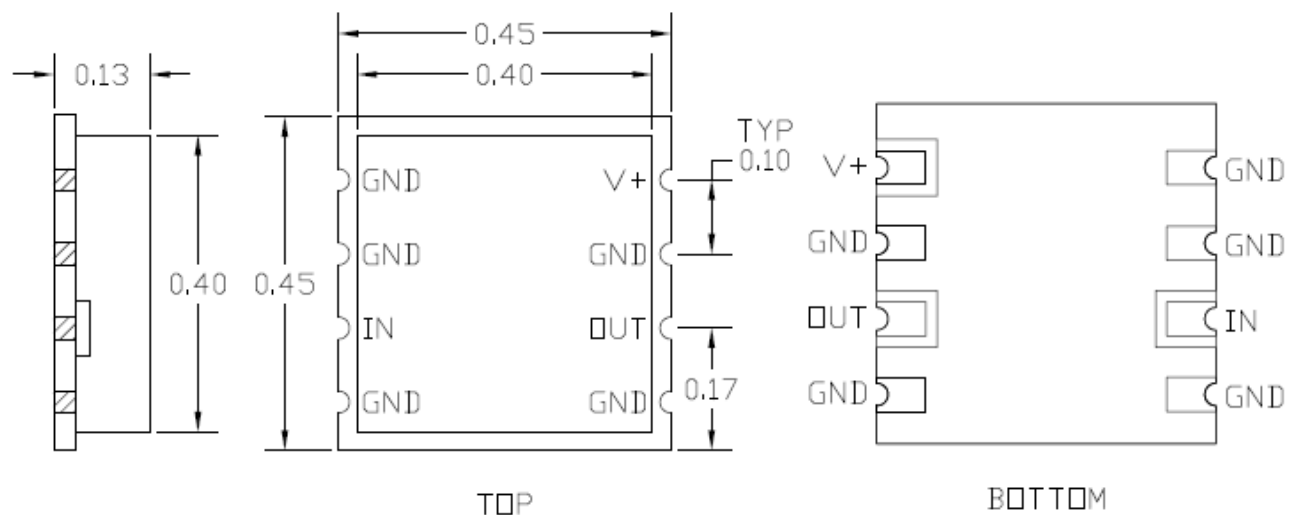 0.13
0.40
0.45
0.40
0.45
GND V+
GND GND
IN OUT
GND GND
TYP
0.10
0.17
TOP
V+ GND
GND GND
OUT IN
GND GND
BOTTOM